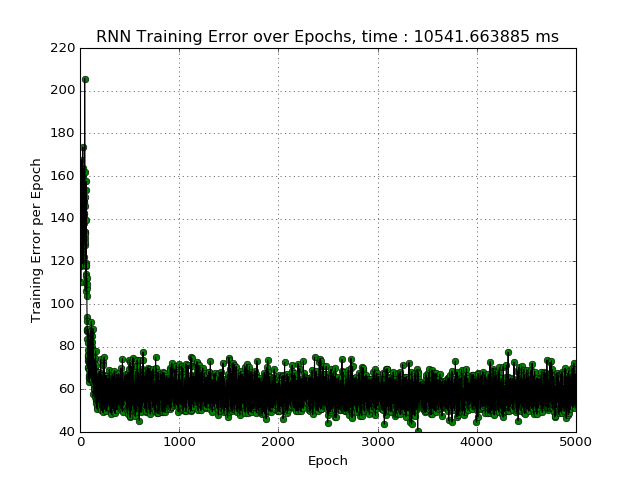 RNN Training Error over Epochs, time : 10541.663885 ms
220
200
180
160
140
120
100
80
60
40
Training Error per Epoch
0 1000 2000 3000 4000 5000
Epoch